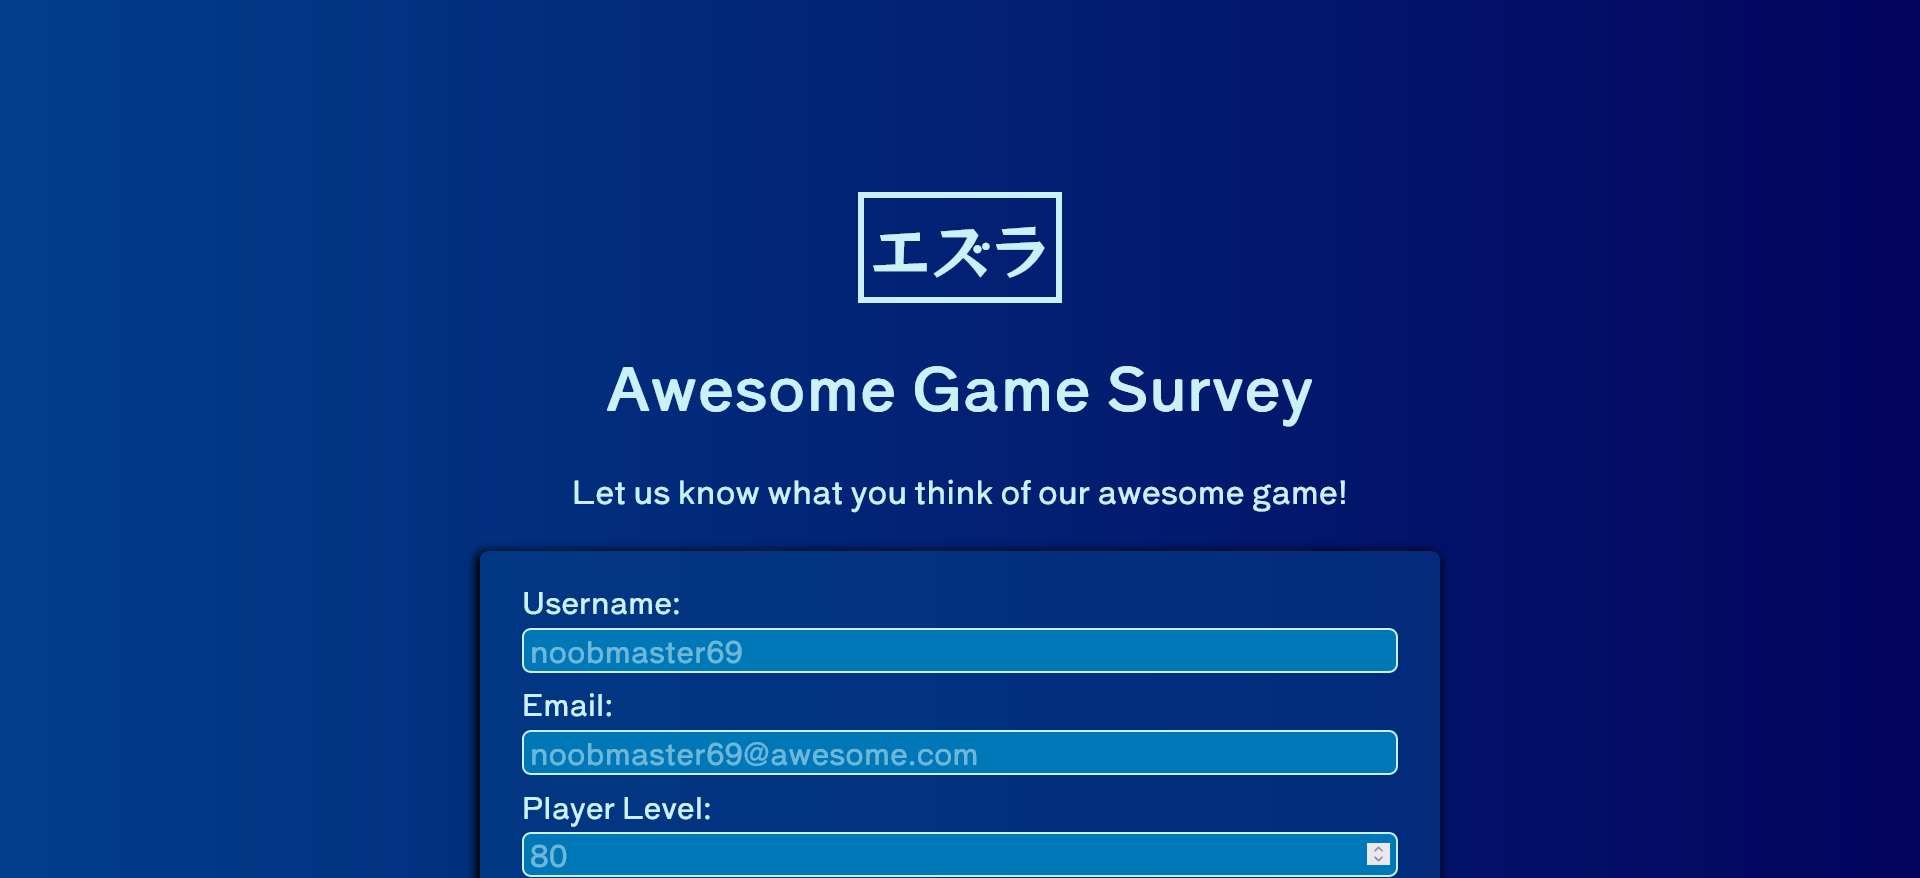 エズラ
Awesome Game Survey
Let us know what you think of our awesome game!
Username:
noobmaster69
Email:
noobmaster69@awesome.com
Player Level:
80